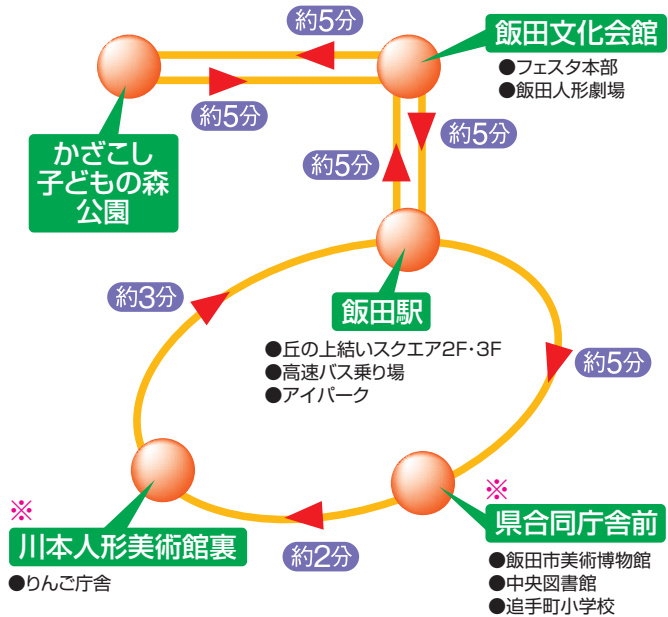 約5分
飯田文化会館
●フェスタ本部
●飯田人形劇場
約5分
約5分
約5分
かざこし
子どもの森
公園
約3分
飯田駅
●丘の上結いスクエア2F・3F
●高速バス乗り場
●アイパーク
約5分
※
川本人形美術館裏
●りんご庁舎
約2分
※
県合同庁舎前
●飯田市美術博物館
●中央図書館
●追手町小学校